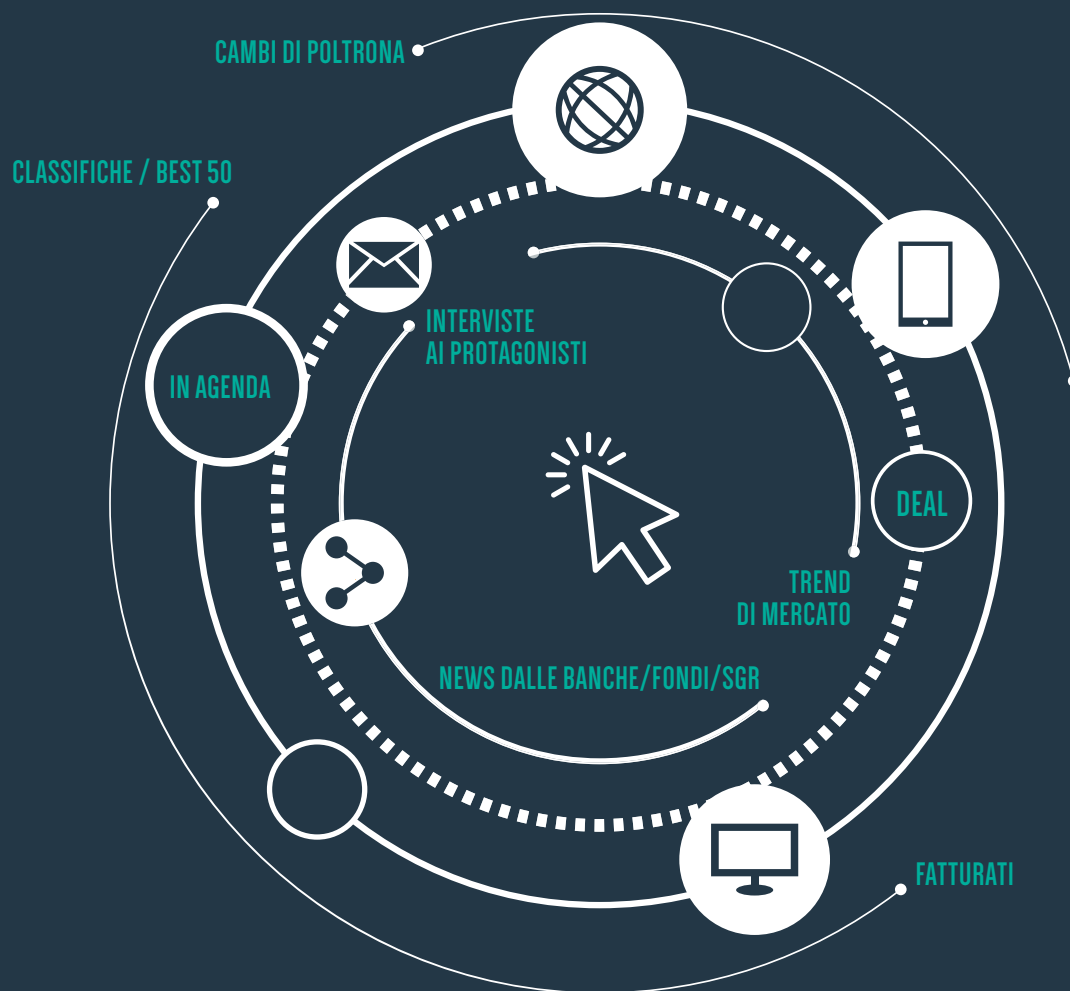 CAMBI DI POLTRONA
CLASSIFICHE / BEST 50
INTERVISTE
AI PROTAGONISTI
IN AGENDA
DEAL
TREND
DI MERCATO
NEWS DALLE BANCHE/FONDI/SGR
FATTURATI